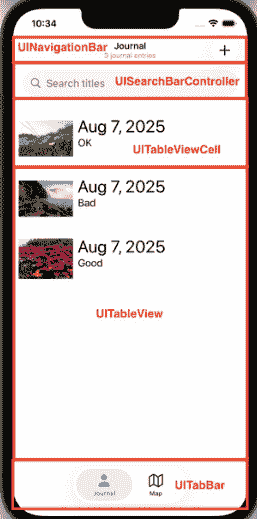 10:34
UINavigationBar Journal +
3 journal entries
Search titles UISearchBarController
Aug 7, 2025
OK
UITableViewCell
Aug 7, 2025
Bad
Aug 7, 2025
Good
UITableView
Journal Map UITabBar